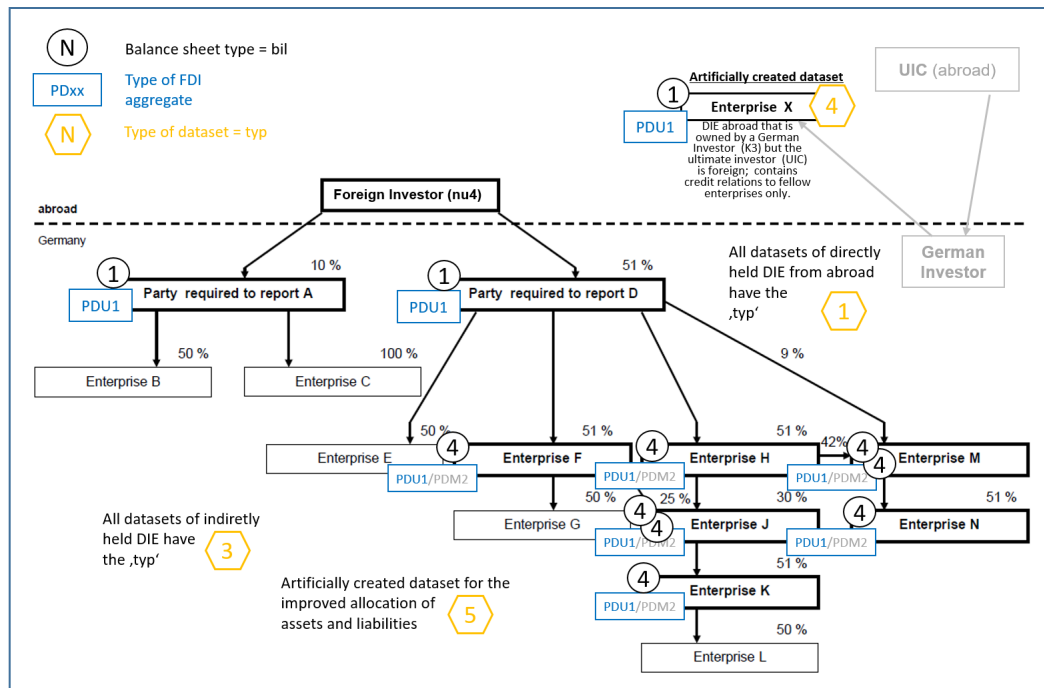 N
Balance sheet type = bil
PDxx
Type of FDI
aggregate
N
Type of dataset = typ
Artificially created dataset
1
Enterprise X
4
PDU1
DIE abroad that is
owned by a German
Investor (K3) but the
ultimate investor (UIC)
is foreign; contains
credit relations to fellow
enterprises only.
UIC (abroad)
Foreign Investor (nu4)
abroad
Germany
German
Investor
All datasets of directly
held DIE from abroad
have the
‚typ‘
1
1
10 %
Party required to report A
PDU1
1
51 %
Party required to report D
PDU1
50 %
Enterprise B
100 %
Enterprise C
9 %
50 %
Enterprise E
4
51 %
Enterprise F
PDU1/PDM2
4
51 %
Enterprise H
PDU1/PDM2
42%
4
4
Enterprise M
PDU1/PDM2
50 %
Enterprise G
25 %
30 %
4
4
Enterprise J
PDU1/PDM2
51 %
4
Enterprise N
PDU1/PDM2
All datasets of indiretly
held DIE have
the ‚typ‘
3
51 %
4
Enterprise K
PDU1/PDM2
Artificially created dataset for the
improved allocation of
assets and liabilities
5
50 %
Enterprise L